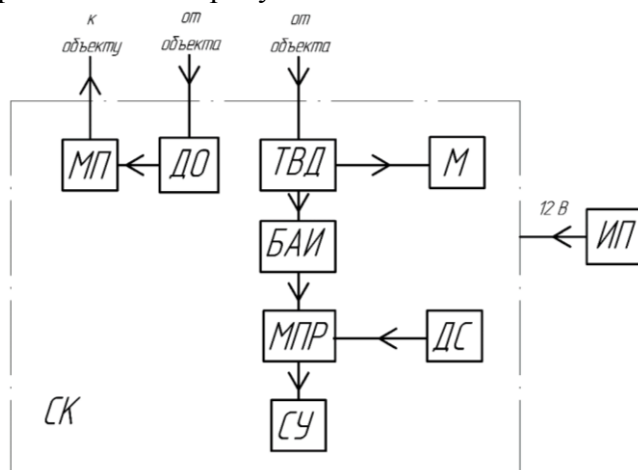 к
объекту
от
объекта
от
объекта
МП
ДО
ТВД
М
12 В
ИП
БАИ
МПР
ДС
СК
СУ